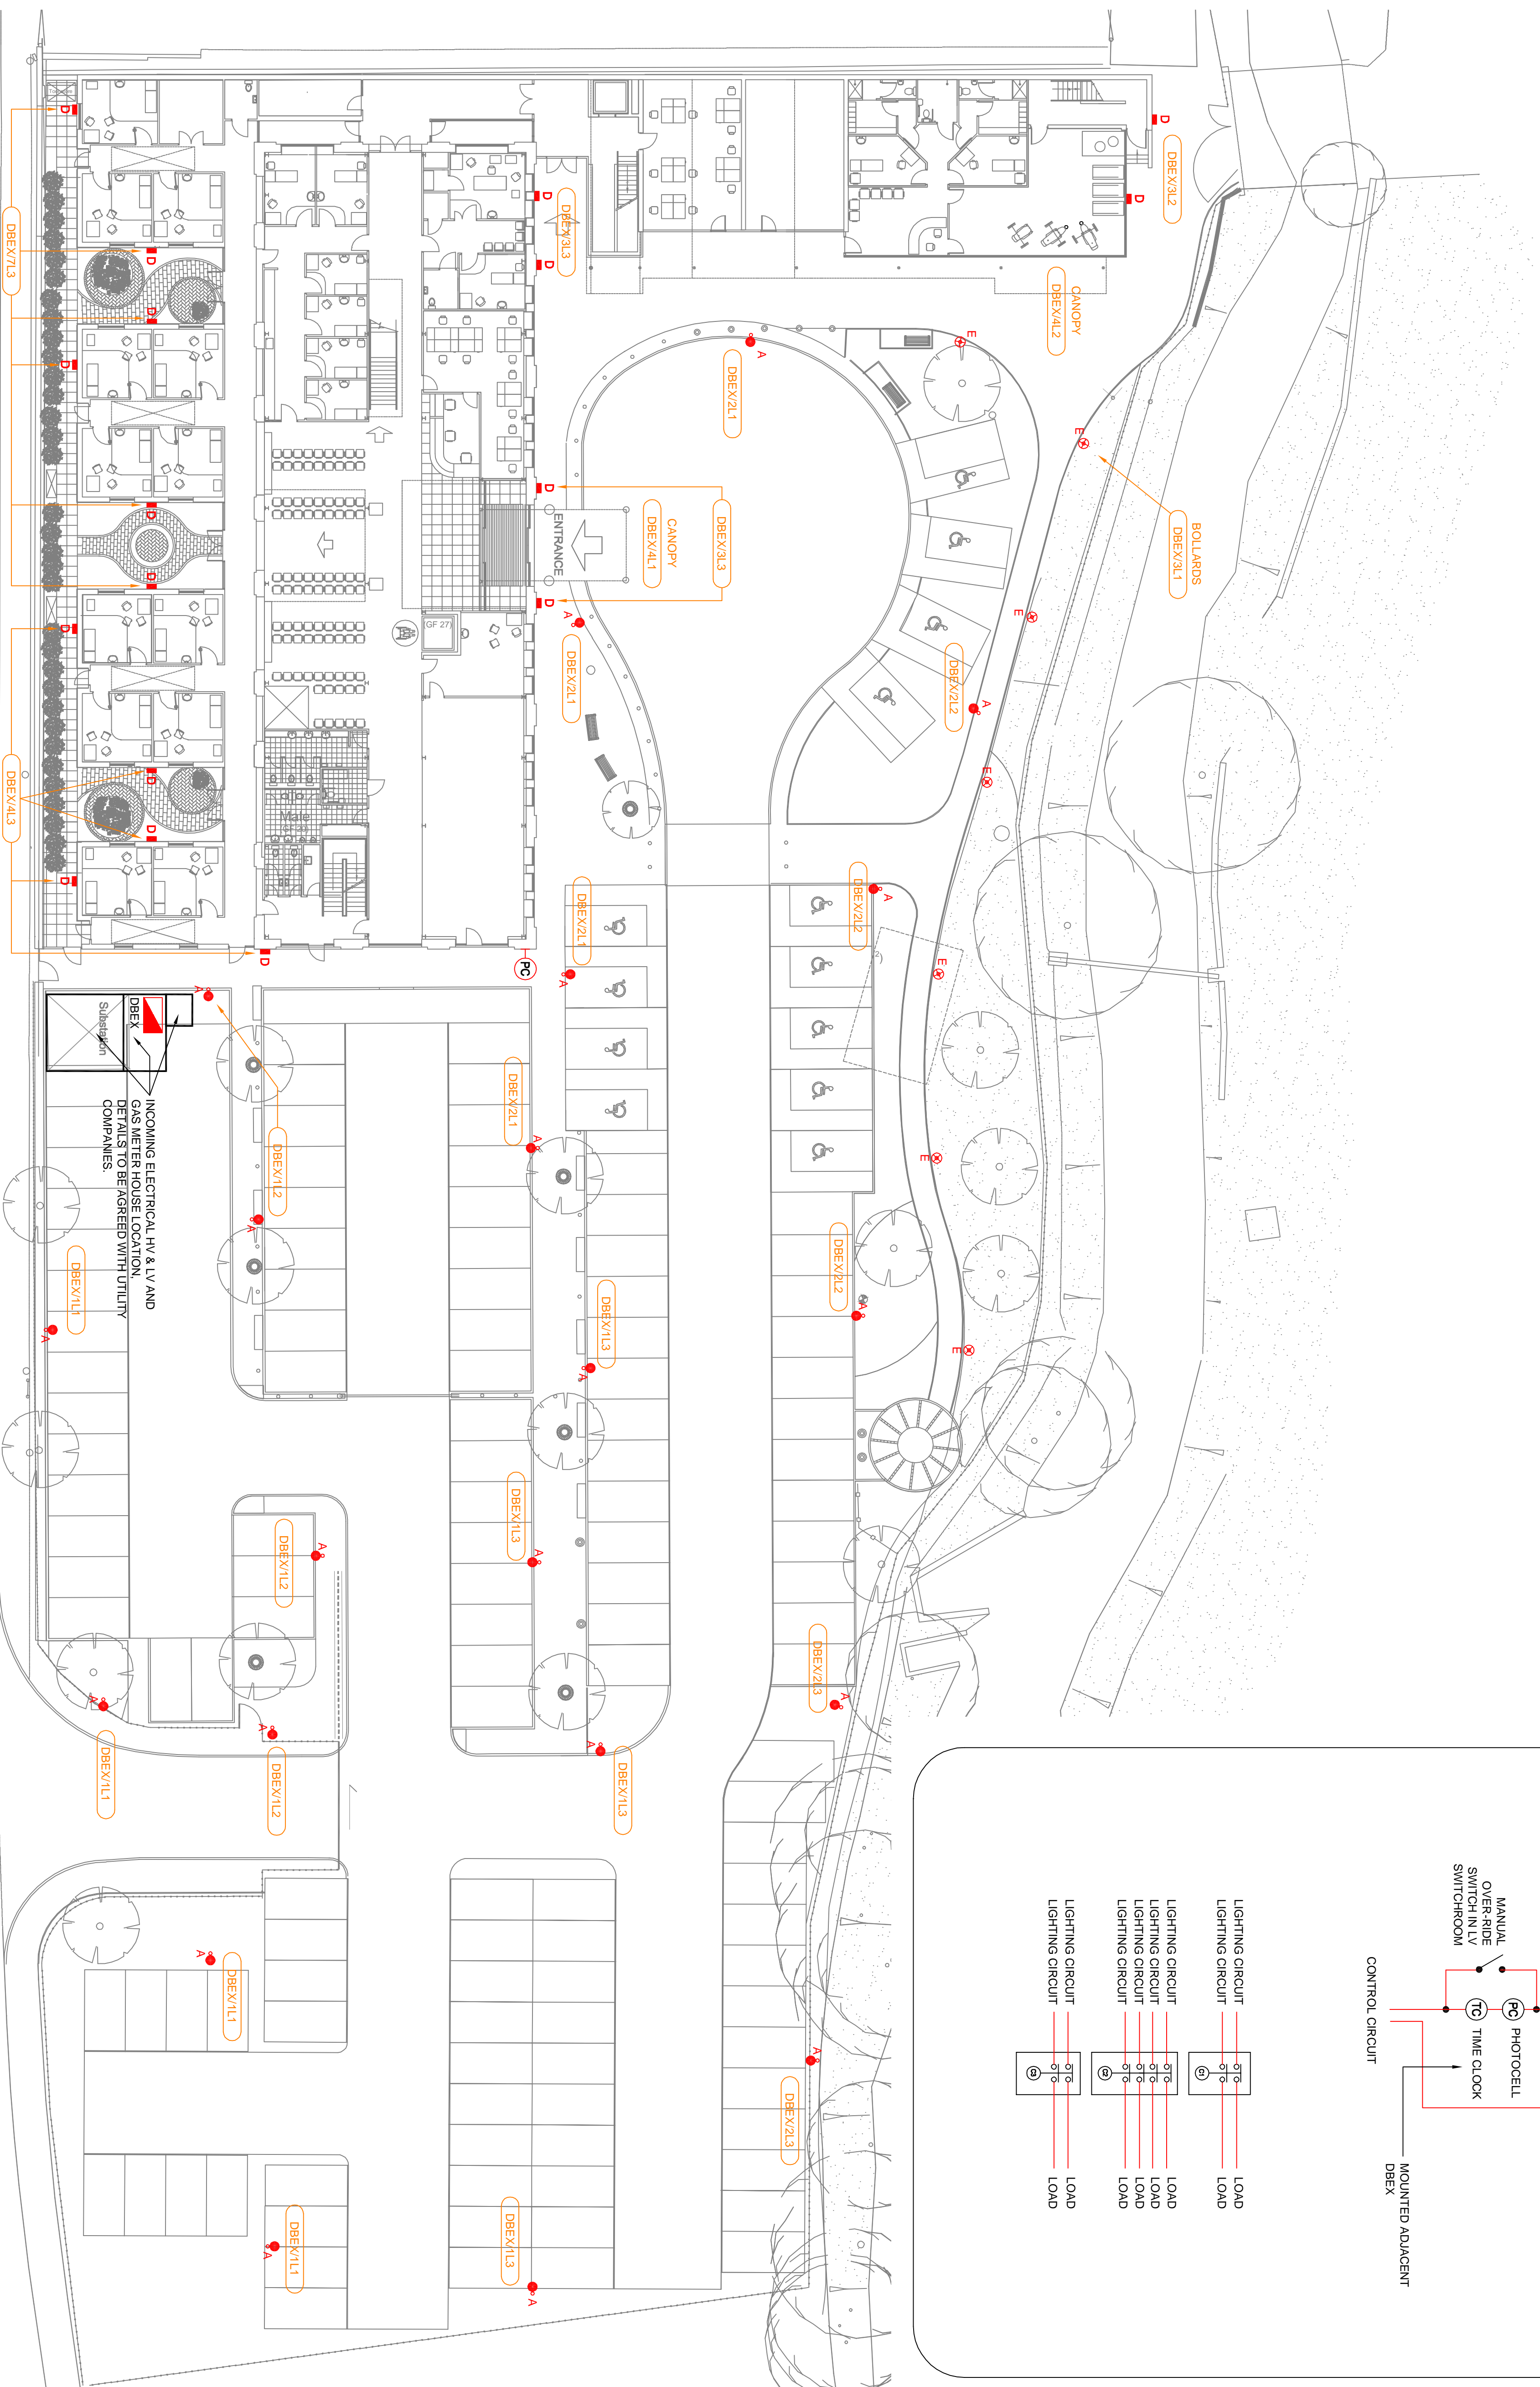 D
DBEX/3L2
D
DBEX/3L3
D
D
CANOPY
DBEX/4L2
D
DBEX/7L3
D
D
D
D
D
D
D
D
D
DBEX/4L3
D
D
D
D
DBEX/3L3
CANOPY
DBEX/4L1
ENTRANCE
(GF 27)
Male
A
DBEX/2L1
A
DBEX/2L1
E
E
BOLLARDS
DBEX/3L1
E
DBEX/2L2
A
E
DBEX/2L2
A
E
E
E
DBEX/2L1
A
PC
A
DBEX/2L1
A
DBEX
Substation
INCOMING ELECTRICAL HV & LV AND
GAS METER HOUSE LOCATION,
DETAILS TO BE AGREED WITH UTILITY
COMPANIES.
DBEX/1L2
A
DBEX/1L1
A
DBEX/2L2
A
DBEX/1L3
A
DBEX/1L3
A
DBEX/1L2
A
DBEX/2L3
A
DBEX/1L3
A
DBEX/1L2
A
DBEX/1L1
A
DBEX/1L1
A
DBEX/2L3
A
DBEX/1L3
A
DBEX/1L1
A
MANUAL
OVER-RIDE
SWITCH IN LV
SWITCHROOM
PC
PHOTOCELL
TC
TIME CLOCK
CONTROL CIRCUIT
MOUNTED ADJACENT
DBEX
LIGHTING CIRCUIT
LOAD
LIGHTING CIRCUIT
LOAD
C1
LIGHTING CIRCUIT
LOAD
LIGHTING CIRCUIT
LOAD
LIGHTING CIRCUIT
LOAD
LIGHTING CIRCUIT
LOAD
C2
LIGHTING CIRCUIT
LOAD
LIGHTING CIRCUIT
LOAD
C3